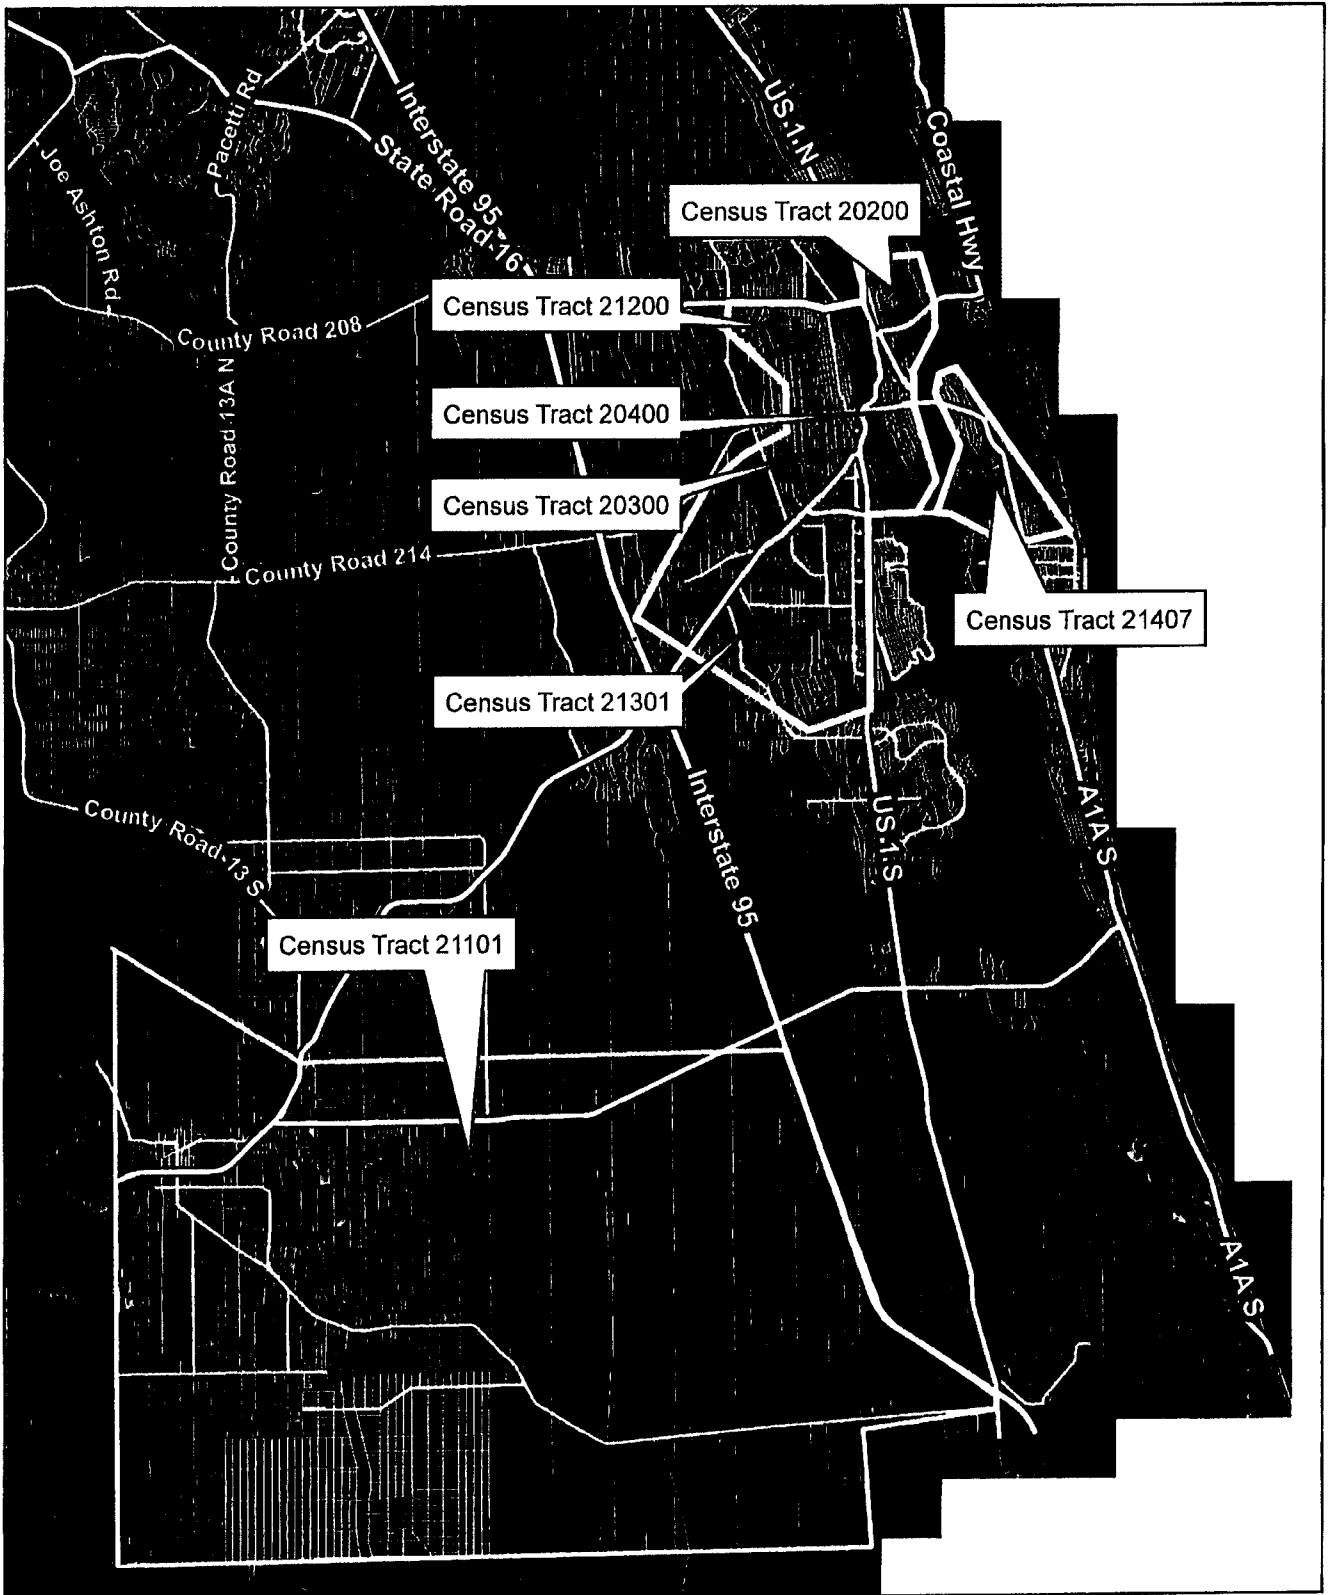 Pacetti Rd
Interstate 95
US 1 N
Coastal Hwy
Joe Ashton Rd
State Road 16
Census Tract 20200
Census Tract 21200
County Road 208
County Road 13A N
Census Tract 20400
Census Tract 20300
County Road 214
Census Tract 21407
Census Tract 21301
County Road 13 S
Interstate 95
US 1 S
A1A S
Census Tract 21101
A1A S